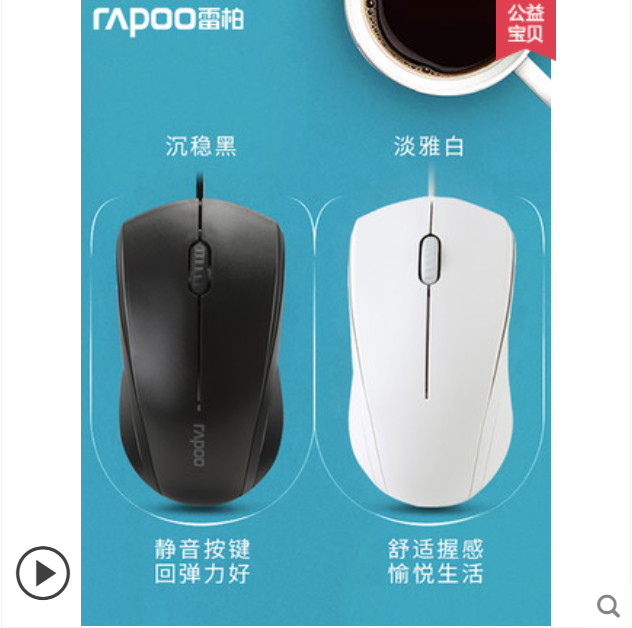 rapoo雷柏
公益
宝贝
沉稳黑
淡雅白
rapoo
静音按键
回弹力好
舒适握感
愉悦生活